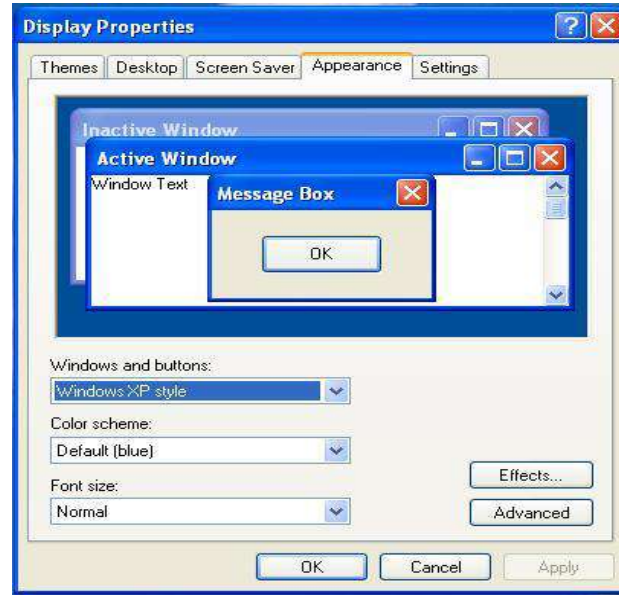 Display Properties
Themes Desktop Screen Saver Appearance Settings
Inactive Window
Active Window
Window Text
Message Box
OK
Windows and buttons:
Windows XP style
Color scheme:
Default (blue)
Effects...
Font size:
Normal
Advanced
OK Cancel Apply